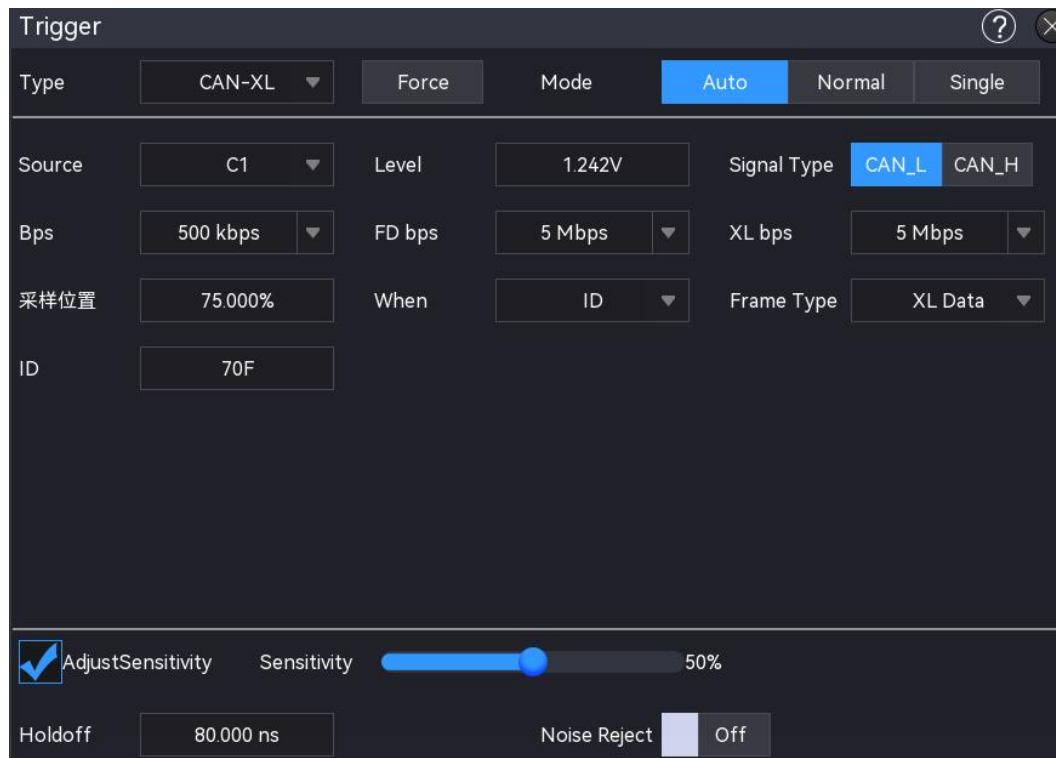 Trigger ?
Type CAN-XL Force Mode Auto Normal Single
Source C1 Level 1.242V Signal Type CAN_L CAN_H
Bps 500 kbps FD bps 5 Mbps XL bps 5 Mbps
采样位置 75.000% When ID Frame Type XL Data
ID 70F
AdjustSensitivity Sensitivity 50%
Holdoff 80.000 ns Noise Reject Off